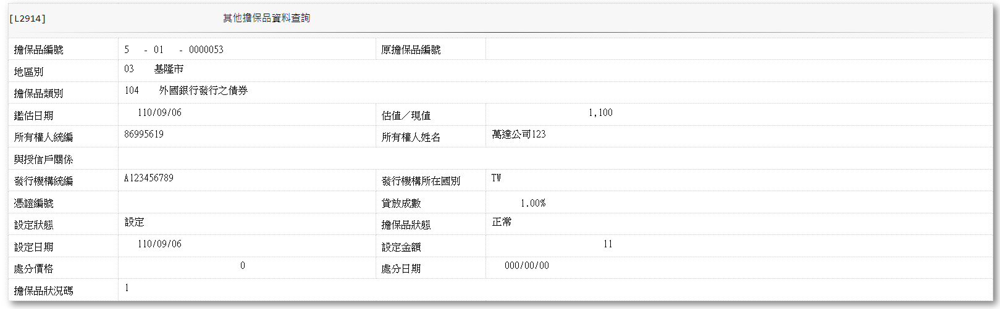 [L2914] 其他擔保品資料查詢
擔保品編號 5 - 01 - 0000053 原擔保品編號
地區別 03 基隆市
擔保品類別 104 外國銀行發行之債券
鑑估日期 110/09/06 估值／現值 1,100
所有權人統編 86995619 所有權人姓名 萬達公司123
與授信戶關係
發行機構統編 A123456789 發行機構所在國別 TW
憑證編號 貸放成數 1.00%
設定狀態 設定 擔保品狀態 正常
設定日期 110/09/06 設定金額 11
處分價格 0 處分日期 000/00/00
擔保品狀況碼 1